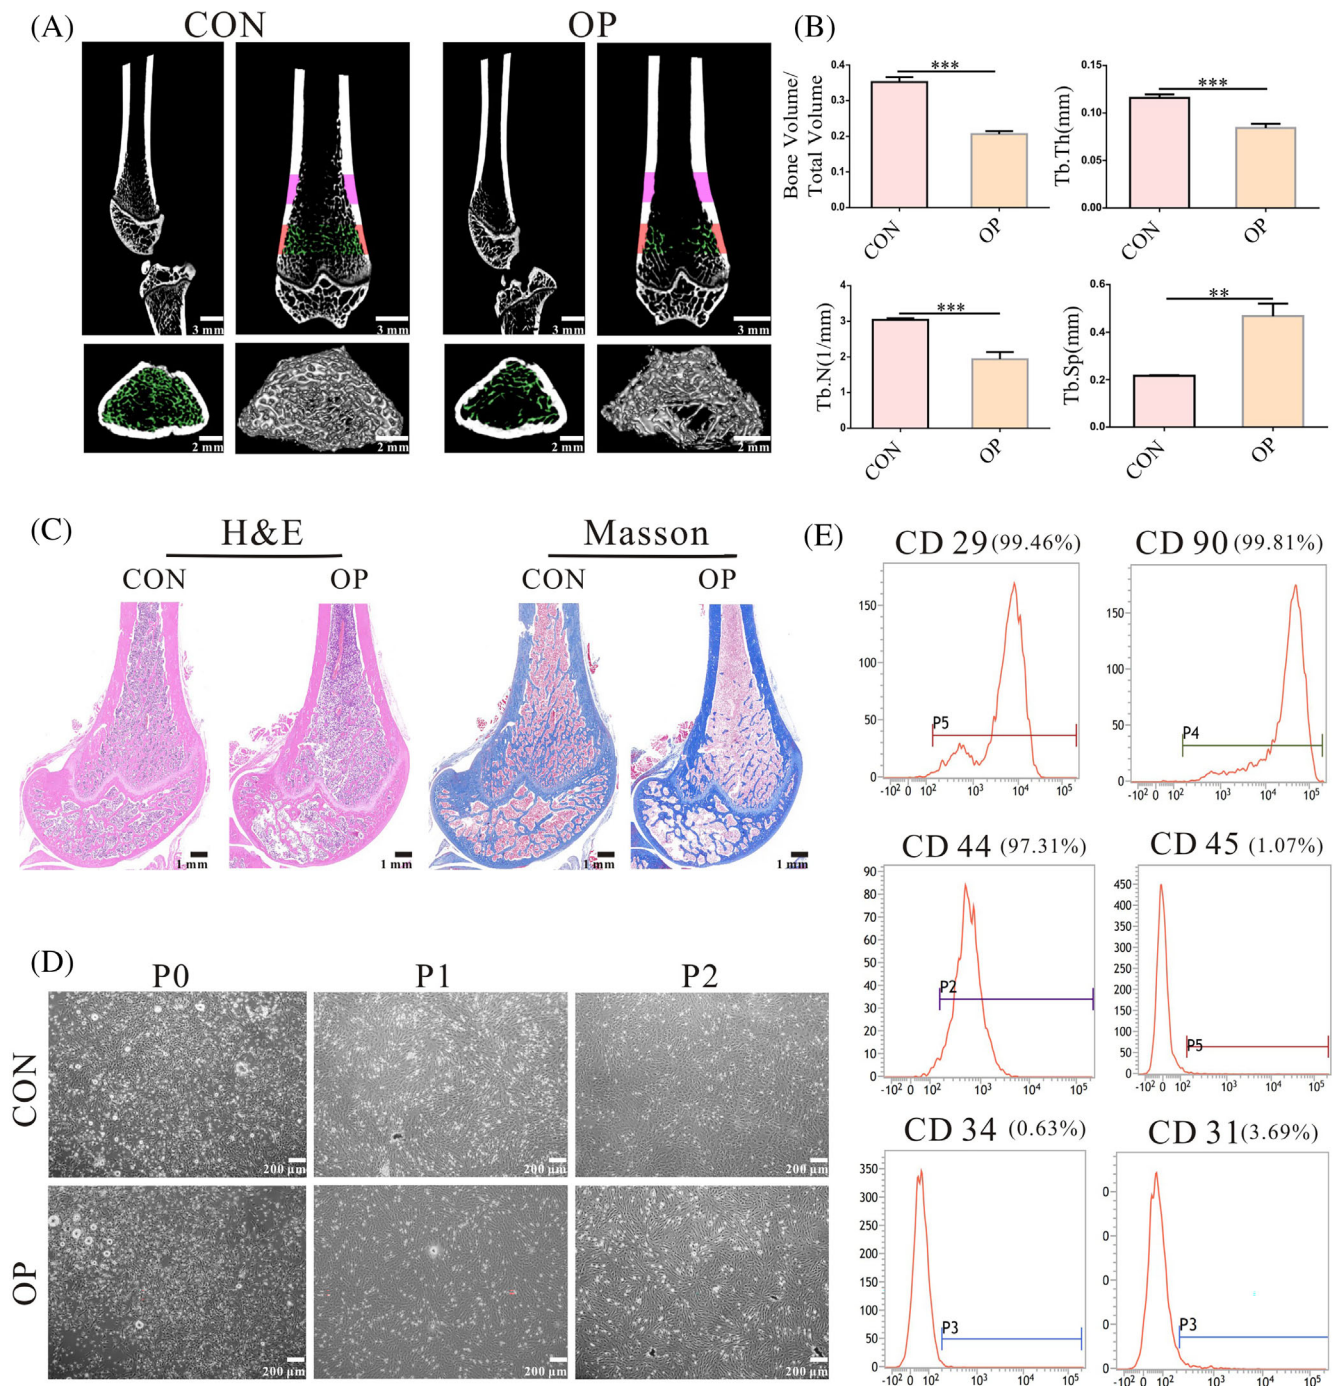 (A) CON OP
3 mm 3 mm 3 mm 3 mm
2 mm 2 mm 2 mm 2 mm
(B)
Bone Volume/
Total Volume
0.4
0.3
0.2
0.1
0.0
***
CON OP
Tb.Th(mm)
0.15
0.10
0.05
0.00
***
CON OP
Tb.N(1/mm)
4
3
2
1
0
***
CON OP
Tb.Sp(mm)
0.6
0.4
0.2
0.0
**
CON OP
(C) H&E Masson
CON OP CON OP
1 mm 1 mm 1 mm 1 mm
(D) P0 P1 P2
CON
200 μm 200 μm 200 μm
OP
200 μm 200 μm 200 μm
(E)
CD 29 (99.46%)
150
100
50
0
P5
-10² 0 10² 10³ 10⁴ 10⁵
CD 90 (99.81%)
150
100
50
0
P4
-10² 0 10² 10³ 10⁴ 10⁵
CD 44 (97.31%)
90
80
70
60
50
40
30
20
10
0
P2
-10² 0 10² 10³ 10⁴ 10⁵
CD 45 (1.07%)
450
400
350
300
250
200
150
100
50
0
P5
-10² 0 10² 10³ 10⁴ 10⁵
CD 34 (0.63%)
350
300
250
200
150
100
50
0
P3
-10² 0 10² 10³ 10⁴ 10⁵
CD 31 (3.69%)
0
0
0
0
0
P3
-10² 0 10² 10³ 10⁴ 10⁵